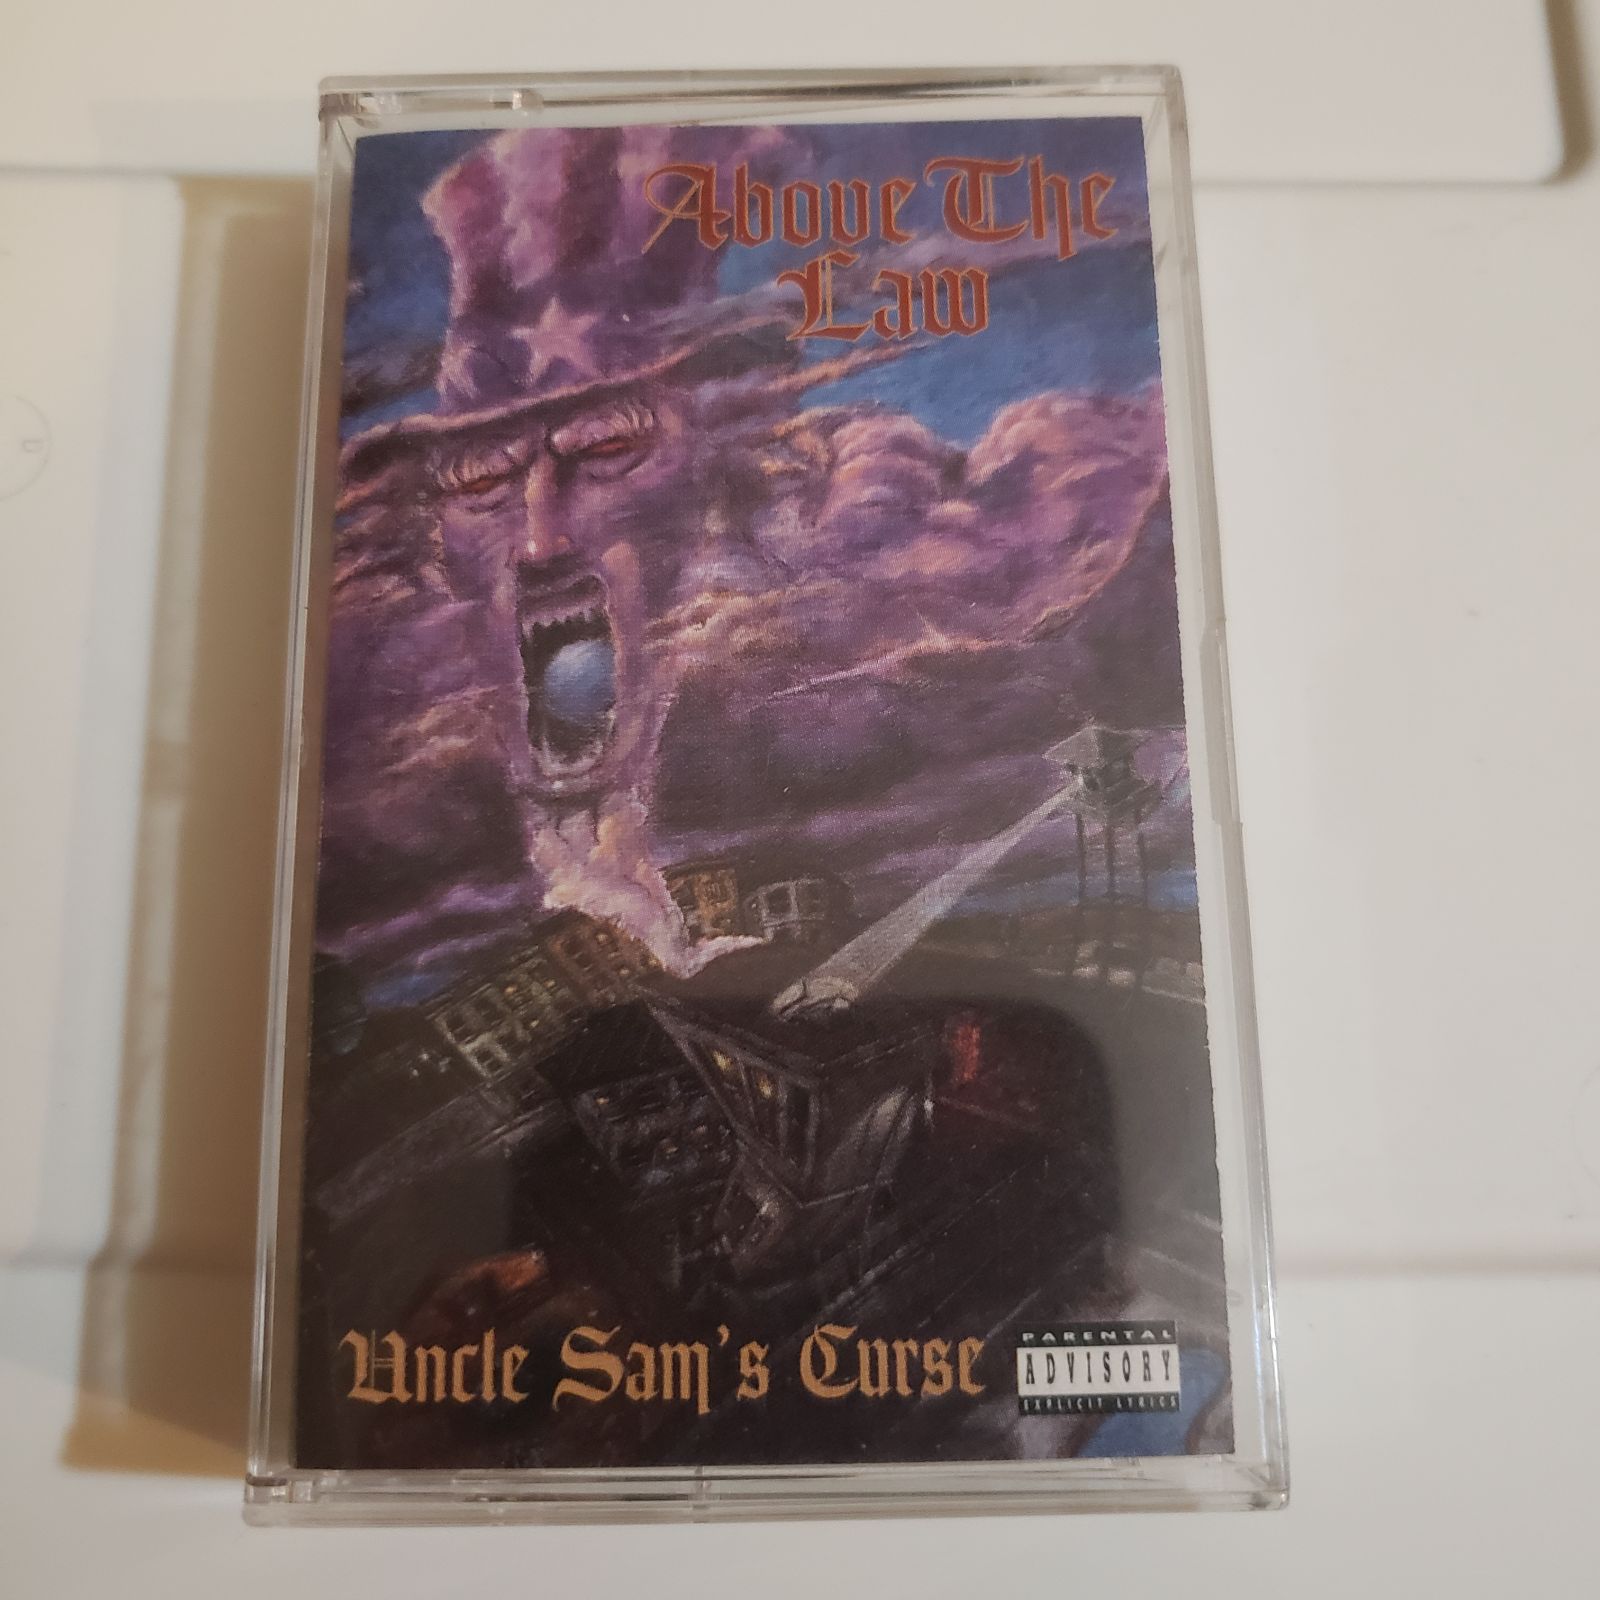 Above The
Law
Uncle Sam's Curse
PARENTAL
ADVISORY
EXPLICIT LYRICS